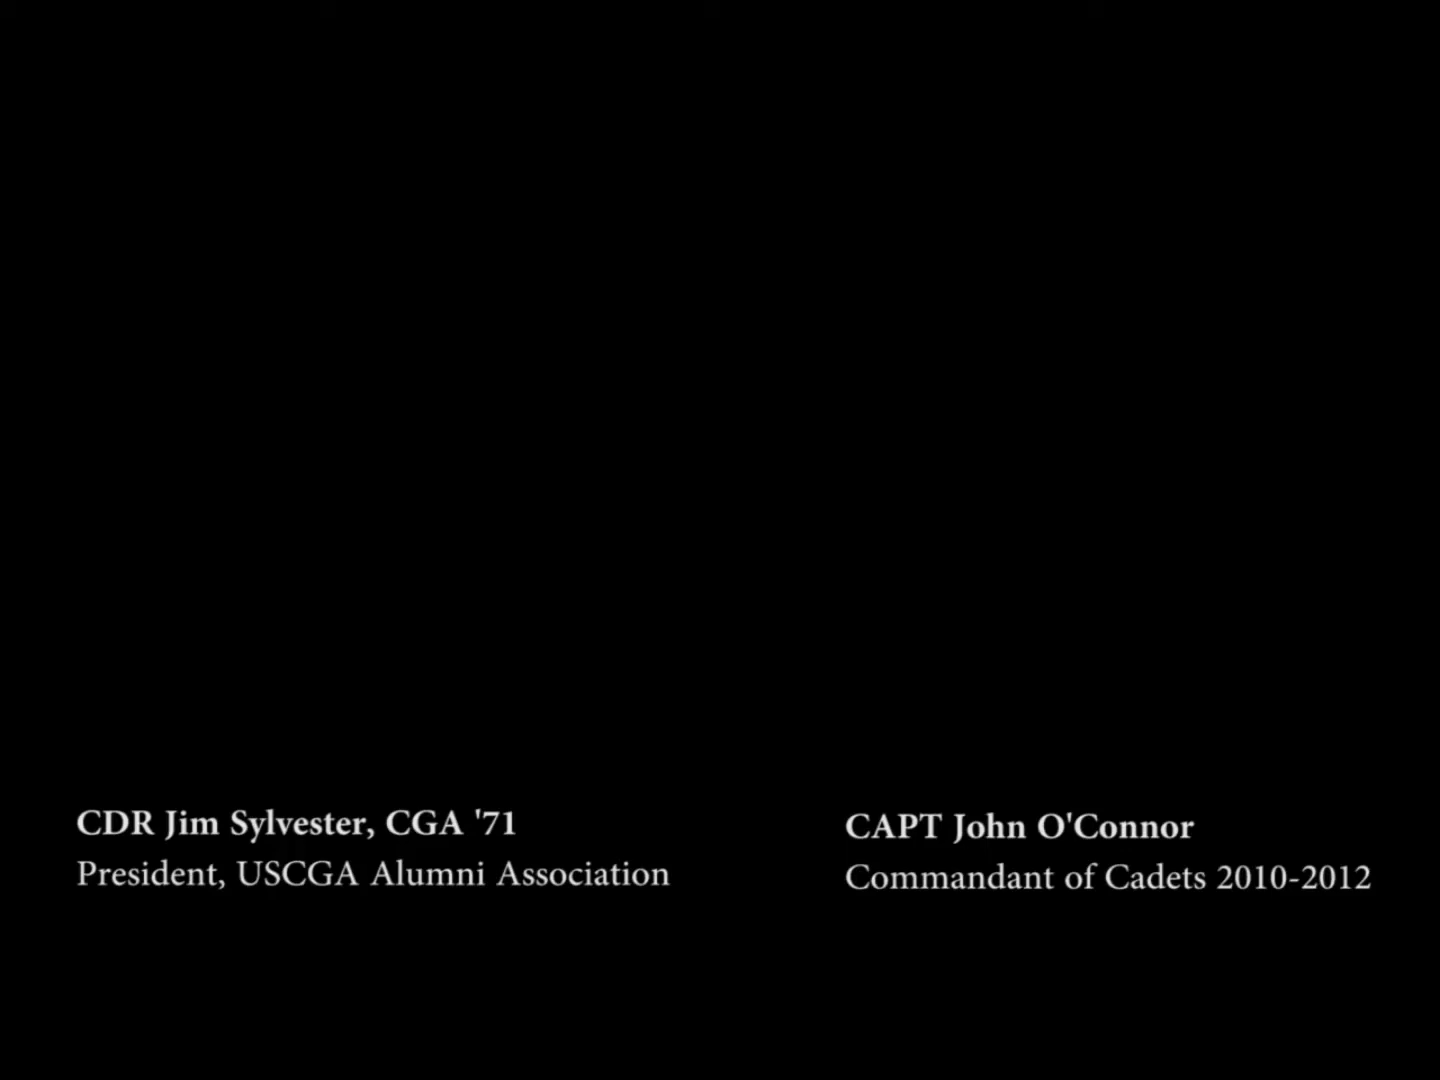 CDR Jim Sylvester, CGA '71
President, USCGA Alumni Association
CAPT John O'Connor
Commandant of Cadets 2010-2012